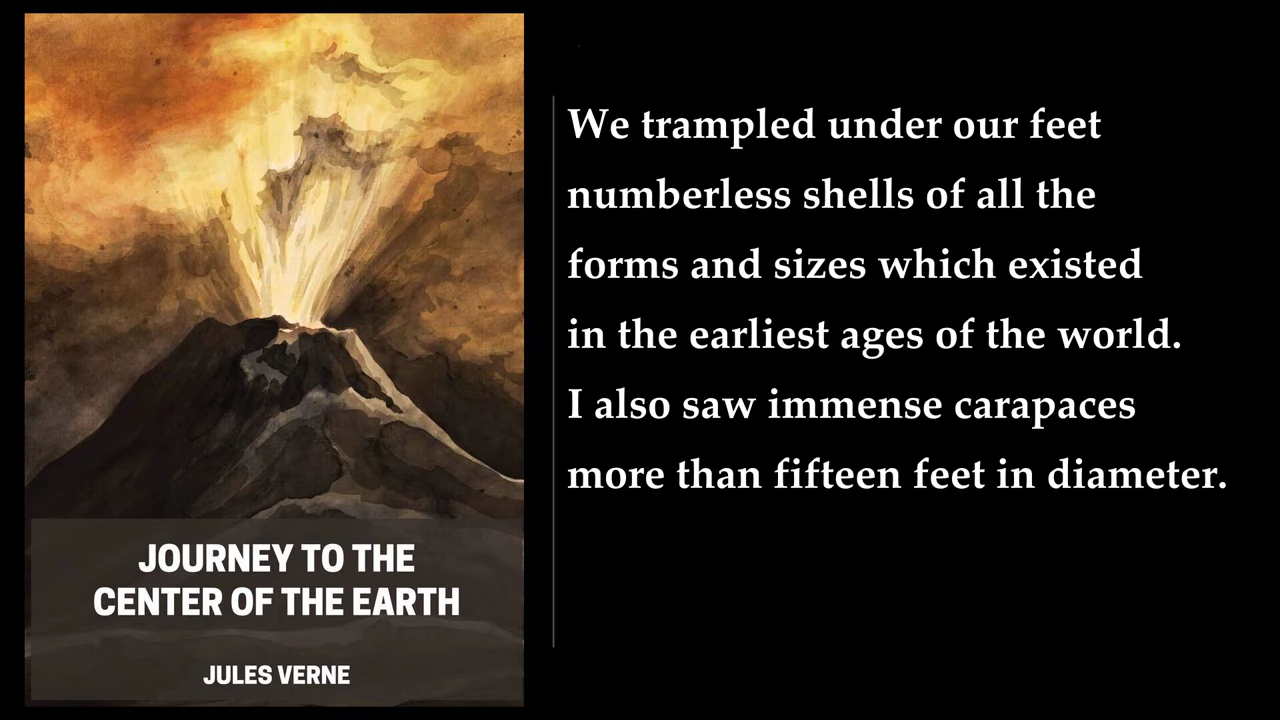 JOURNEY TO THE
CENTER OF THE EARTH
JULES VERNE
We trampled under our feet
numberless shells of all the
forms and sizes which existed
in the earliest ages of the world.
I also saw immense carapaces
more than fifteen feet in diameter.